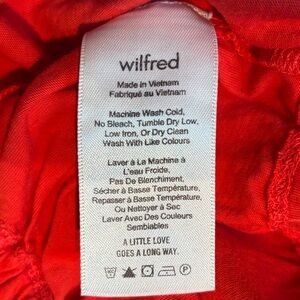 wilfred
Made in Vietnam
Fabriqué au Vietnam
Machine Wash Cold,
No Bleach, Tumble Dry Low,
Low Iron, Or Dry Clean
Wash With Like Colours
Laver À La Machine à
L'eau Froide,
Pas De Blenchiment,
Sécher à Basse Température,
Repasser à Basse Température,
Ou Nettoyer à Sec
Laver Avec Des Couleurs
Semblables
A LITTLE LOVE
GOES A LONG WAY.